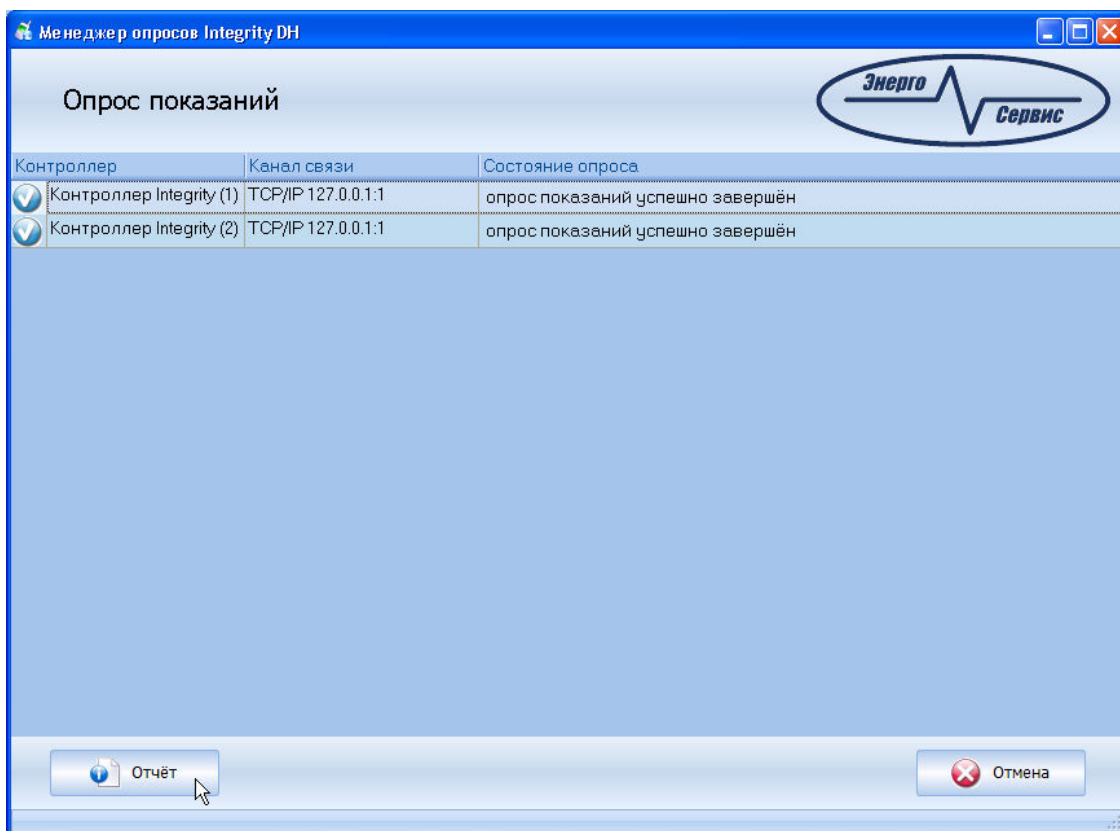 Менеджер опросов Integrity DH
Опрос показаний
Энерго
Сервис
Контроллер Канал связи Состояние опроса
Контроллер Integrity (1) TCP/IP 127.0.0.1:1 опрос показаний успешно завершён
Контроллер Integrity (2) TCP/IP 127.0.0.1:1 опрос показаний успешно завершён
Отчёт Отмена